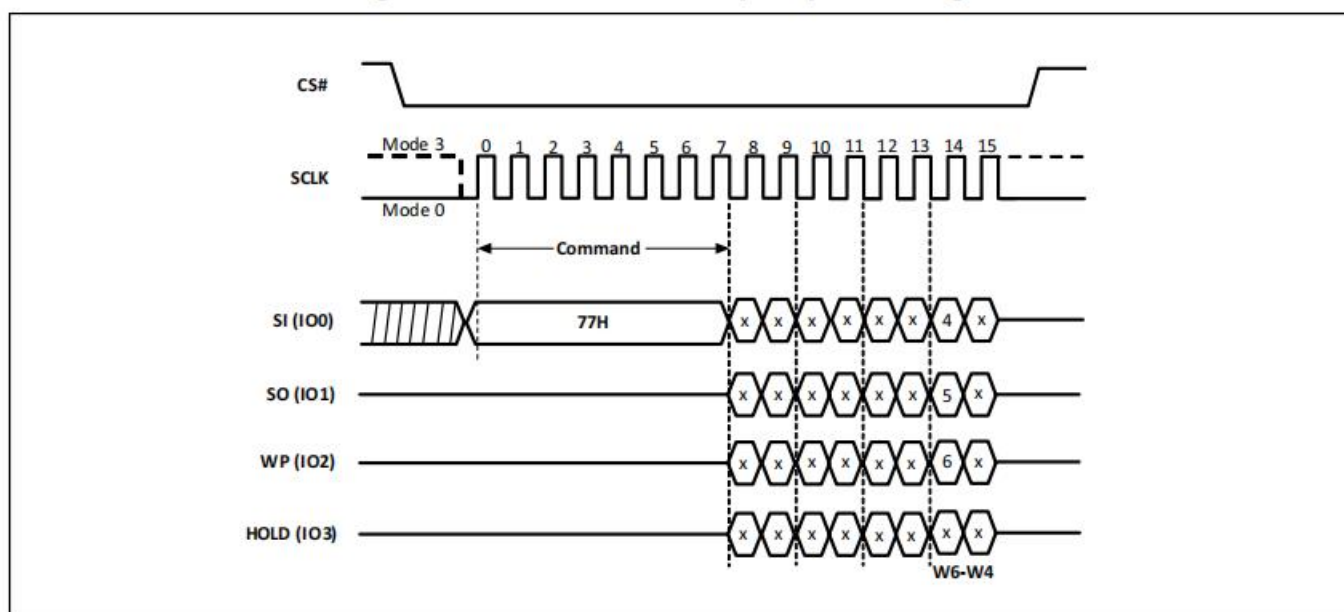 CS#
Mode 3 0 1 2 3 4 5 6 7 8 9 10 11 12 13 14 15
SCLK
Mode 0
Command
SI (IO0) 77H x x x x x x 4 x
SO (IO1) x x x x x x 5 x
WP (IO2) x x x x x x 6 x
HOLD (IO3) x x x x x x x x
W6-W4